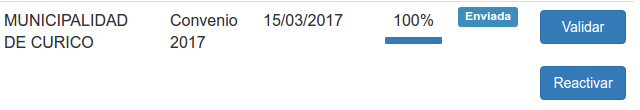 MUNICIPALIDAD
DE CURICO
Convenio
2017
15/03/2017
100%
Enviada
Validar
Reactivar